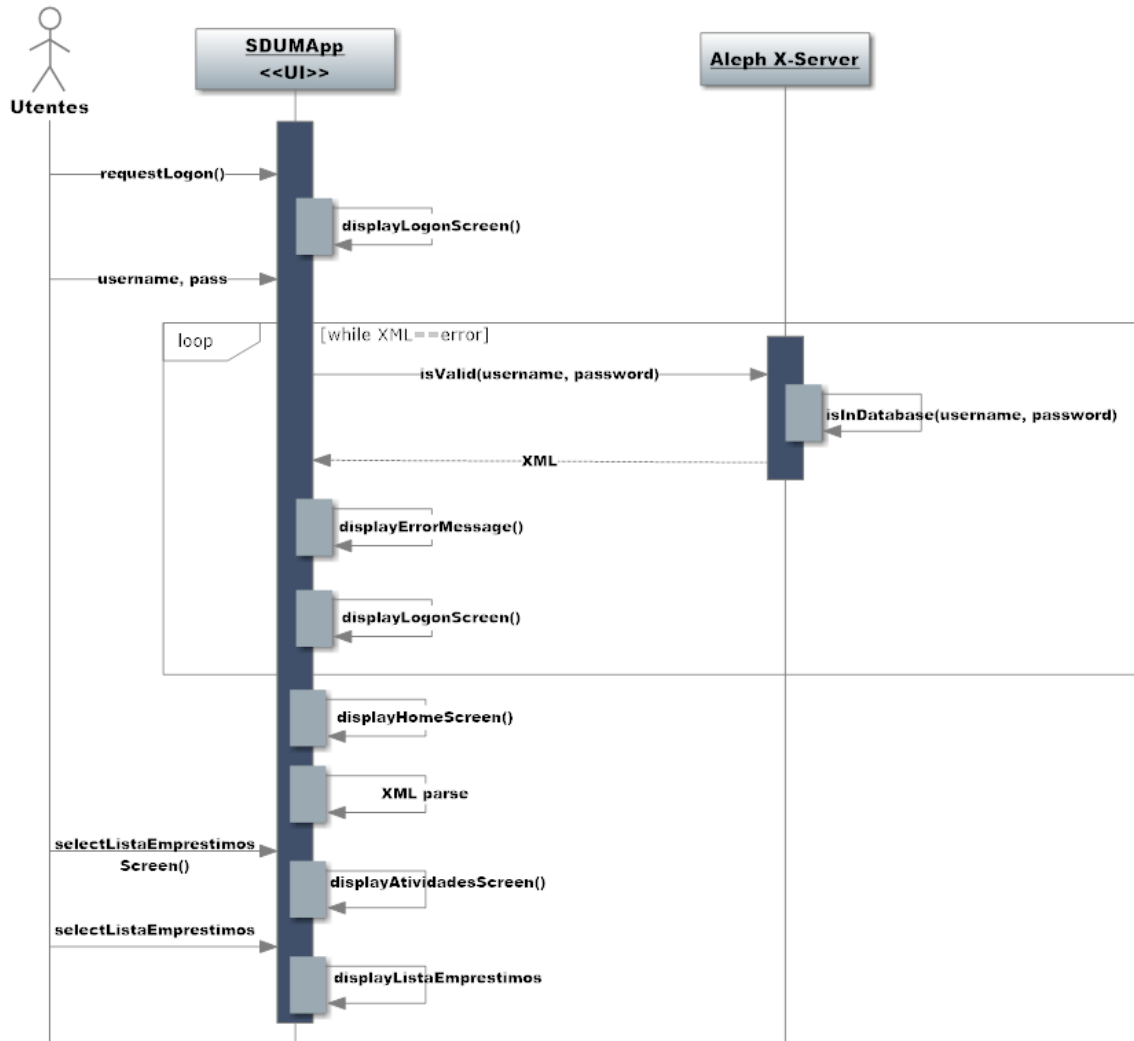 SDUMApp
<<UI>>
Aleph X-Server
Utentes
requestLogon()
displayLogonScreen()
username, pass
loop
[while XML==error]
isValid(username, password)
isInDatabase(username, password)
XML
displayErrorMessage()
displayLogonScreen()
displayHomeScreen()
XML parse
selectListaEmprestimos
Screen()
displayAtividadesScreen()
selectListaEmprestimos
displayListaEmprestimos